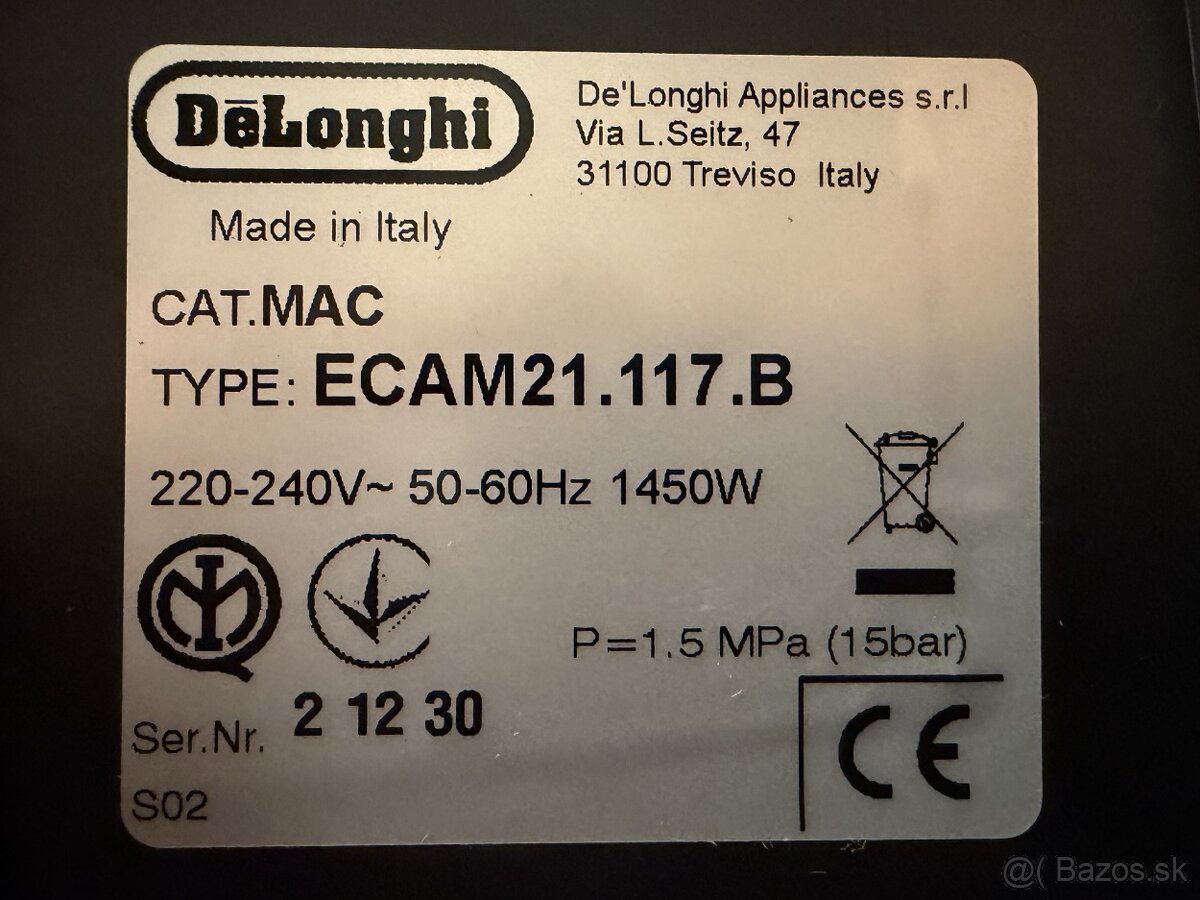 DēLonghi
De'Longhi Appliances s.r.l
Via L.Seitz, 47
31100 Treviso Italy
Made in Italy
CAT.MAC
TYPE: ECAM21.117.B
220-240V~ 50-60Hz 1450W
P=1.5 MPa (15bar)
Ser.Nr. 2 12 30
S02
CE
@( Bazos.sk